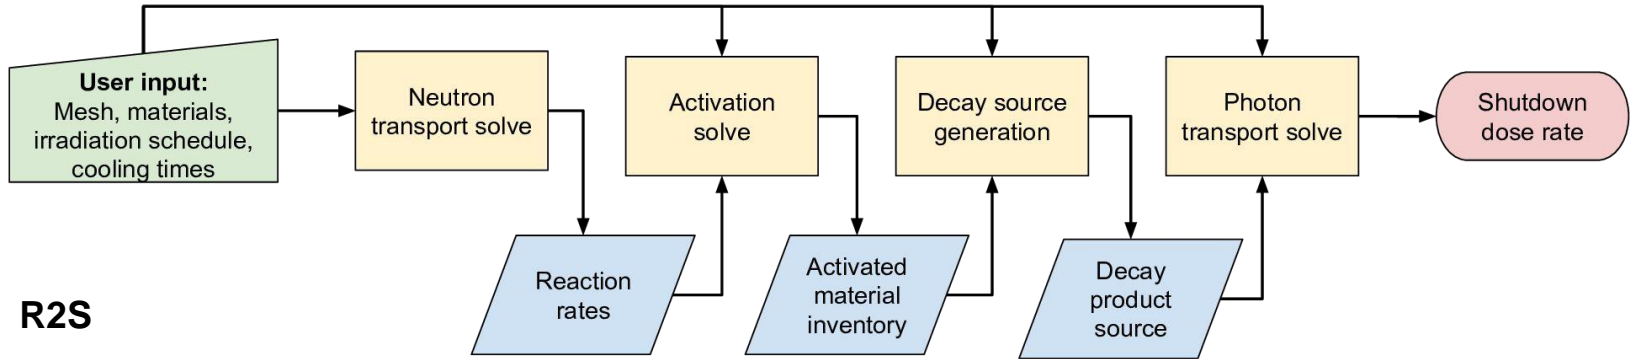 User input:
Mesh, materials,
irradiation schedule,
cooling times
Neutron
transport solve
Activation
solve
Decay source
generation
Photon
transport solve
Shutdown
dose rate
Reaction
rates
Activated
material
inventory
Decay
product
source
R2S